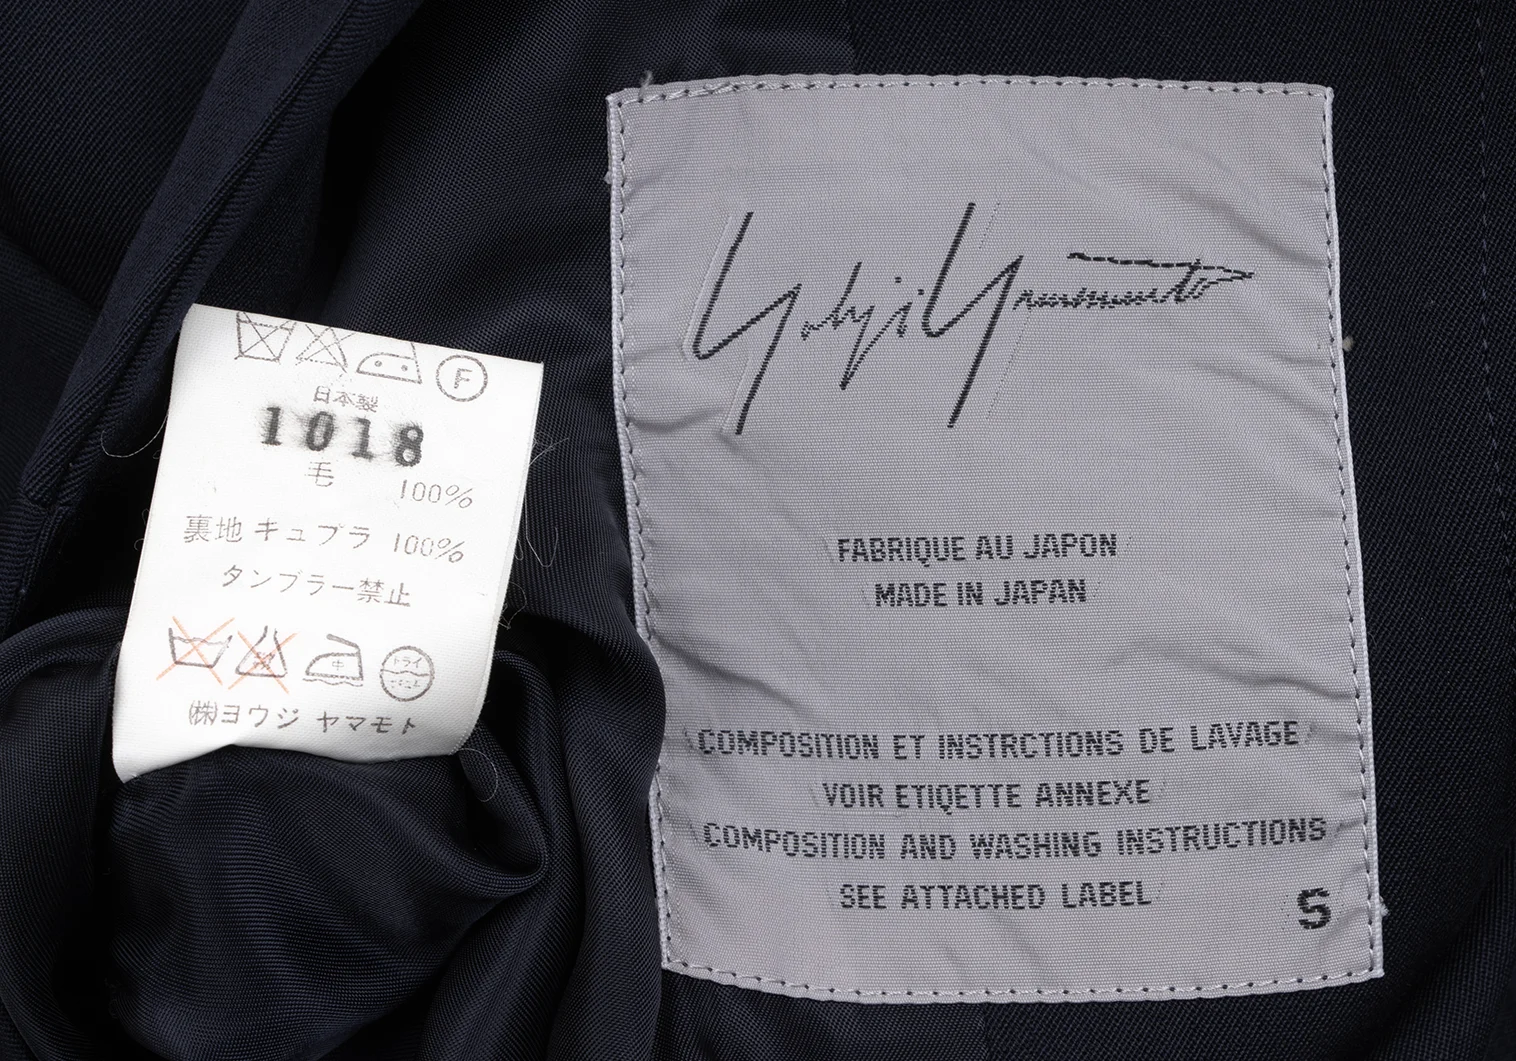 F
日本製
1018
毛 100%
裏地 キュプラ 100%
タンブラー禁止
中 ドライ
(株)ヨウジ ヤマモト
Yohji Yamamoto
FABRIQUE AU JAPON
MADE IN JAPAN
COMPOSITION ET INSTRCTIONS DE LAVAGE
VOIR ETIQETTE ANNEXE
COMPOSITION AND WASHING INSTRUCTIONS
SEE ATTACHED LABEL
S